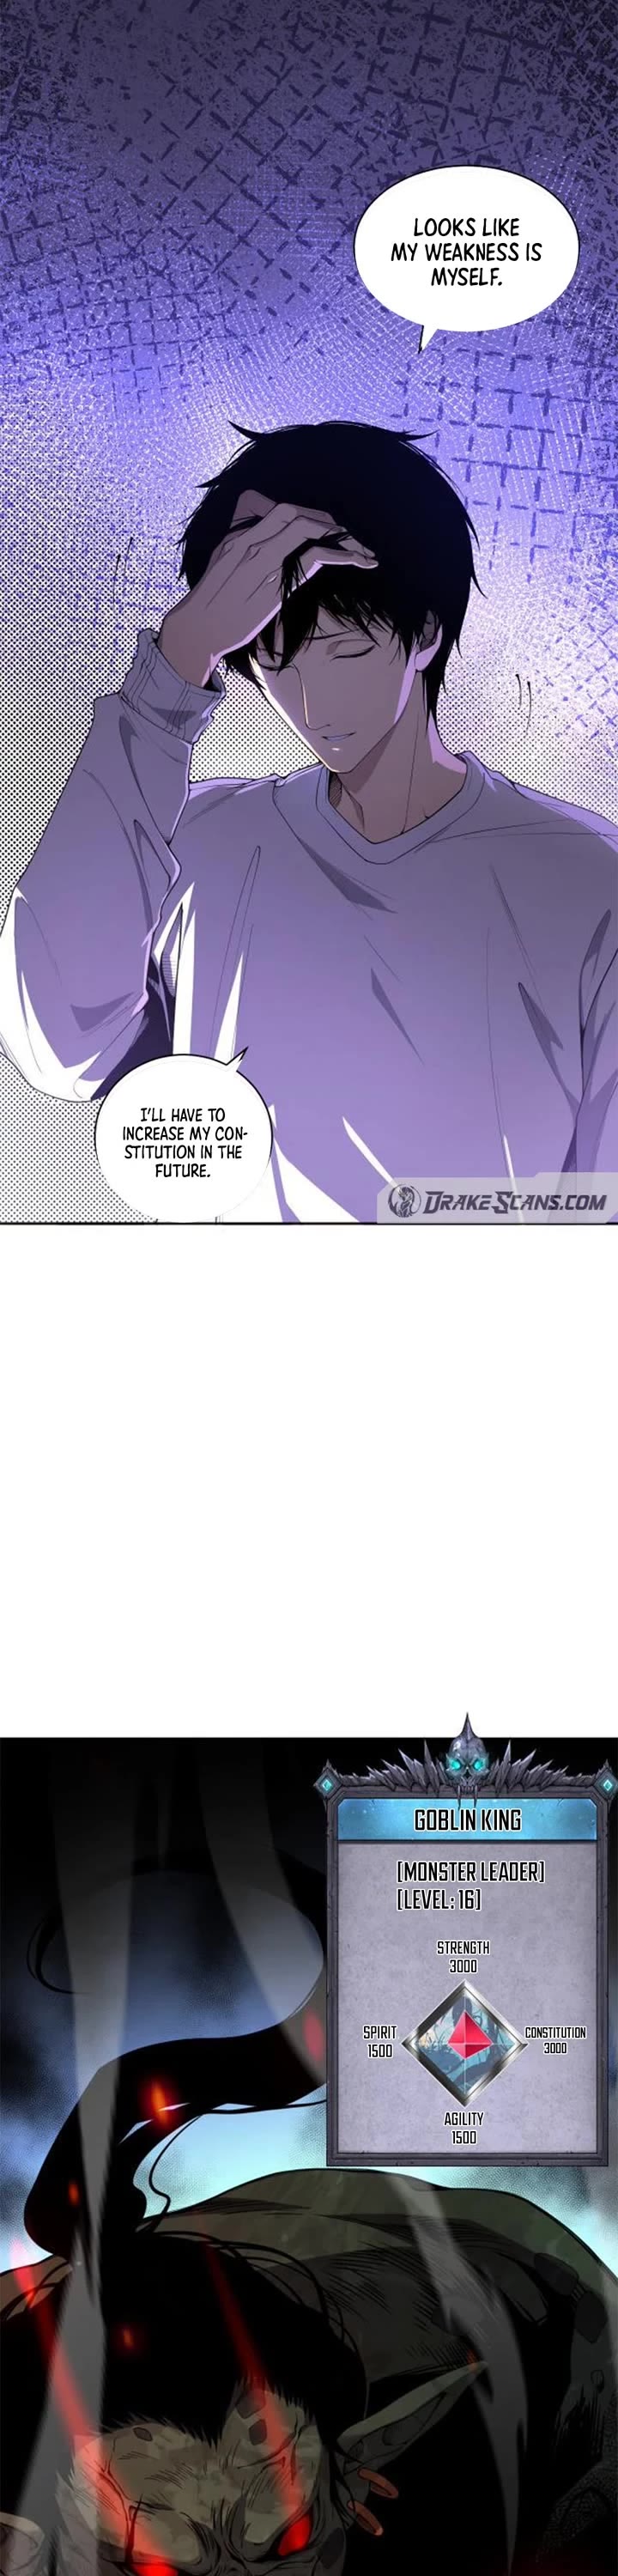 LOOKS LIKE
MY WEAKNESS IS
MYSELF.
I'LL HAVE TO
INCREASE MY CON-
STITUTION IN THE
FUTURE.
DRAKESCANS.COM
GOBLIN KING
[MONSTER LEADER]
[LEVEL: 16]
STRENGTH
3000
SPIRIT
1500
CONSTITUTION
3000
AGILITY
1500